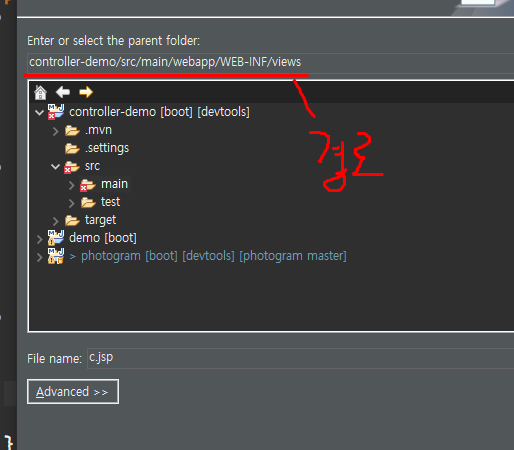 Enter or select the parent folder:
controller-demo/src/main/webapp/WEB-INF/views
경로
controller-demo [boot] [devtools]
.mvn
.settings
src
main
test
target
demo [boot]
> photogram [boot] [devtools] [photogram master]
File name: c.jsp
Advanced >>
}